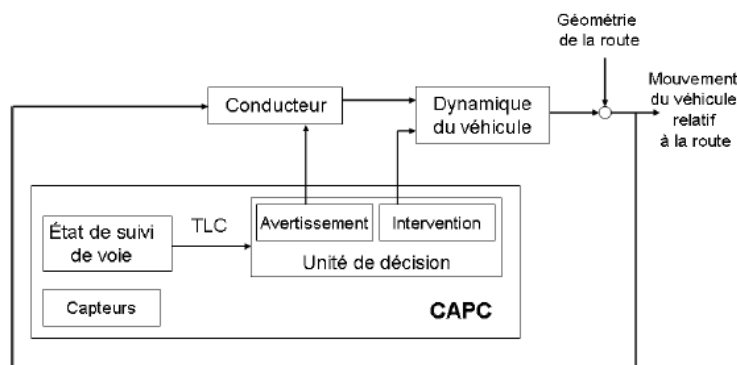 Géométrie
de la route
Mouvement
du véhicule
relatif
à la route
Conducteur
Dynamique
du véhicule
État de suivi
de voie
TLC
Avertissement
Intervention
Unité de décision
Capteurs
CAPC